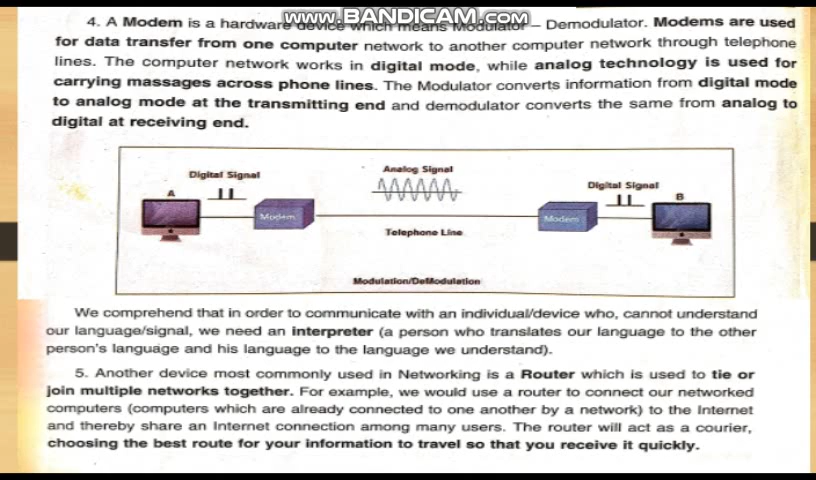 WWW.BANDICAM.COM
4. A Modem is a hardware device which means Modulator – Demodulator. Modems are used
for data transfer from one computer network to another computer network through telephone
lines. The computer network works in digital mode, while analog technology is used for
carrying massages across phone lines. The Modulator converts information from digital mode
to analog mode at the transmitting end and demodulator converts the same from analog to
digital at receiving end.
Digital Signal
Analog Signal
Digital Signal
A
B
Modem
Modem
Telephone Line
Modulation/DeModulation
We comprehend that in order to communicate with an individual/device who, cannot understand
our language/signal, we need an interpreter (a person who translates our language to the other
person's language and his language to the language we understand).
5. Another device most commonly used in Networking is a Router which is used to tie or
join multiple networks together. For example, we would use a router to connect our networked
computers (computers which are already connected to one another by a network) to the Internet
and thereby share an Internet connection among many users. The router will act as a courier,
choosing the best route for your information to travel so that you receive it quickly.